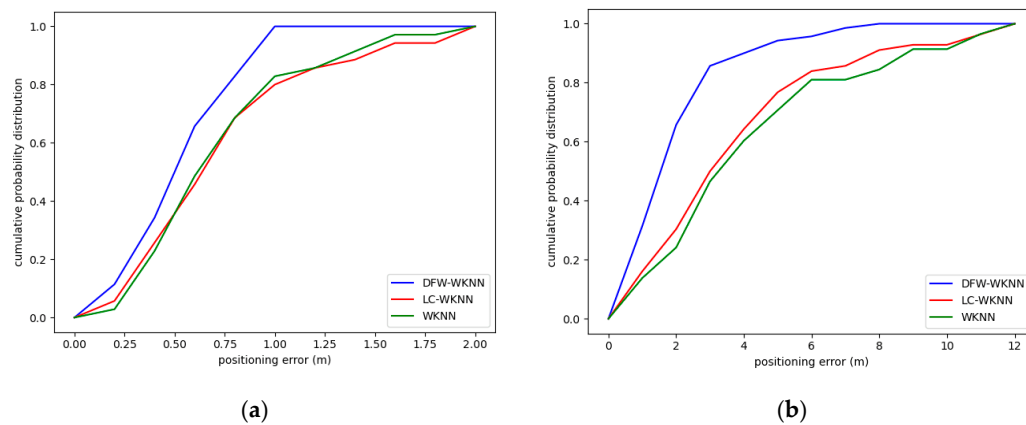 1.0
0.8
0.6
0.4
0.2
0.0
cumulative probability distribution
DFW-WKNN
LC-WKNN
WKNN
0.00 0.25 0.50 0.75 1.00 1.25 1.50 1.75 2.00
positioning error (m)
(a)
1.0
0.8
0.6
0.4
0.2
0.0
cumulative probability distribution
DFW-WKNN
LC-WKNN
WKNN
0 2 4 6 8 10 12
positioning error (m)
(b)